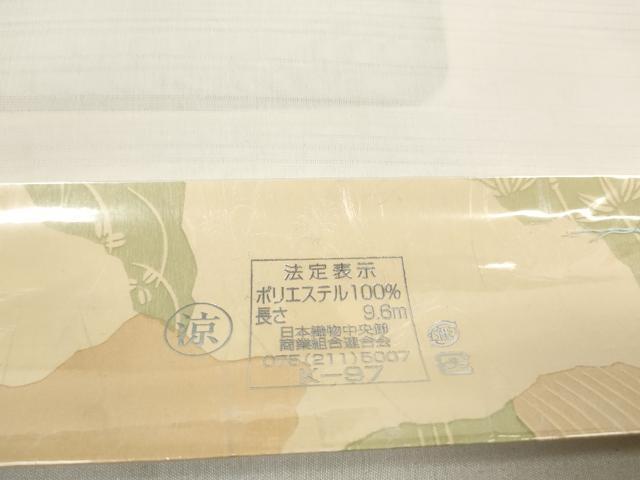 法定表示
ポリエステル100%
長さ 9.6m
日本織物中央卸
商業組合連合会
075(211)5007
K-97
涼